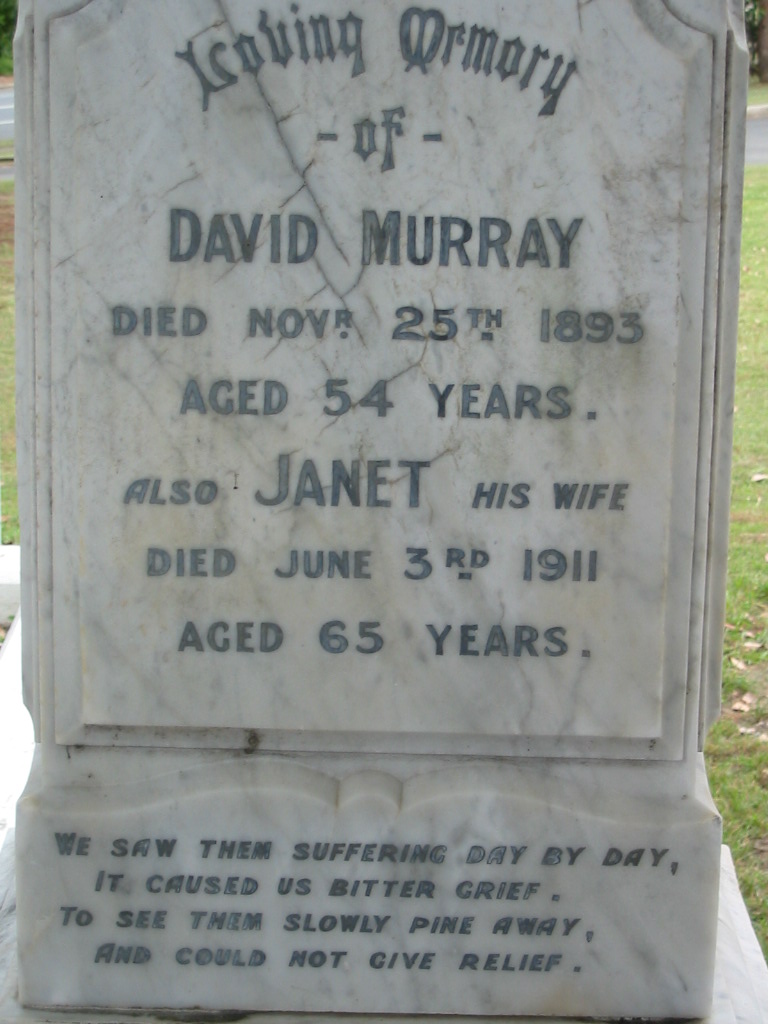 Loving Memory
- of -
DAVID MURRAY
DIED NOVR. 25TH 1893
AGED 54 YEARS.
ALSO JANET HIS WIFE
DIED JUNE 3RD 1911
AGED 65 YEARS.
WE SAW THEM SUFFERING DAY BY DAY,
IT CAUSED US BITTER GRIEF.
TO SEE THEM SLOWLY PINE AWAY,
AND COULD NOT GIVE RELIEF.